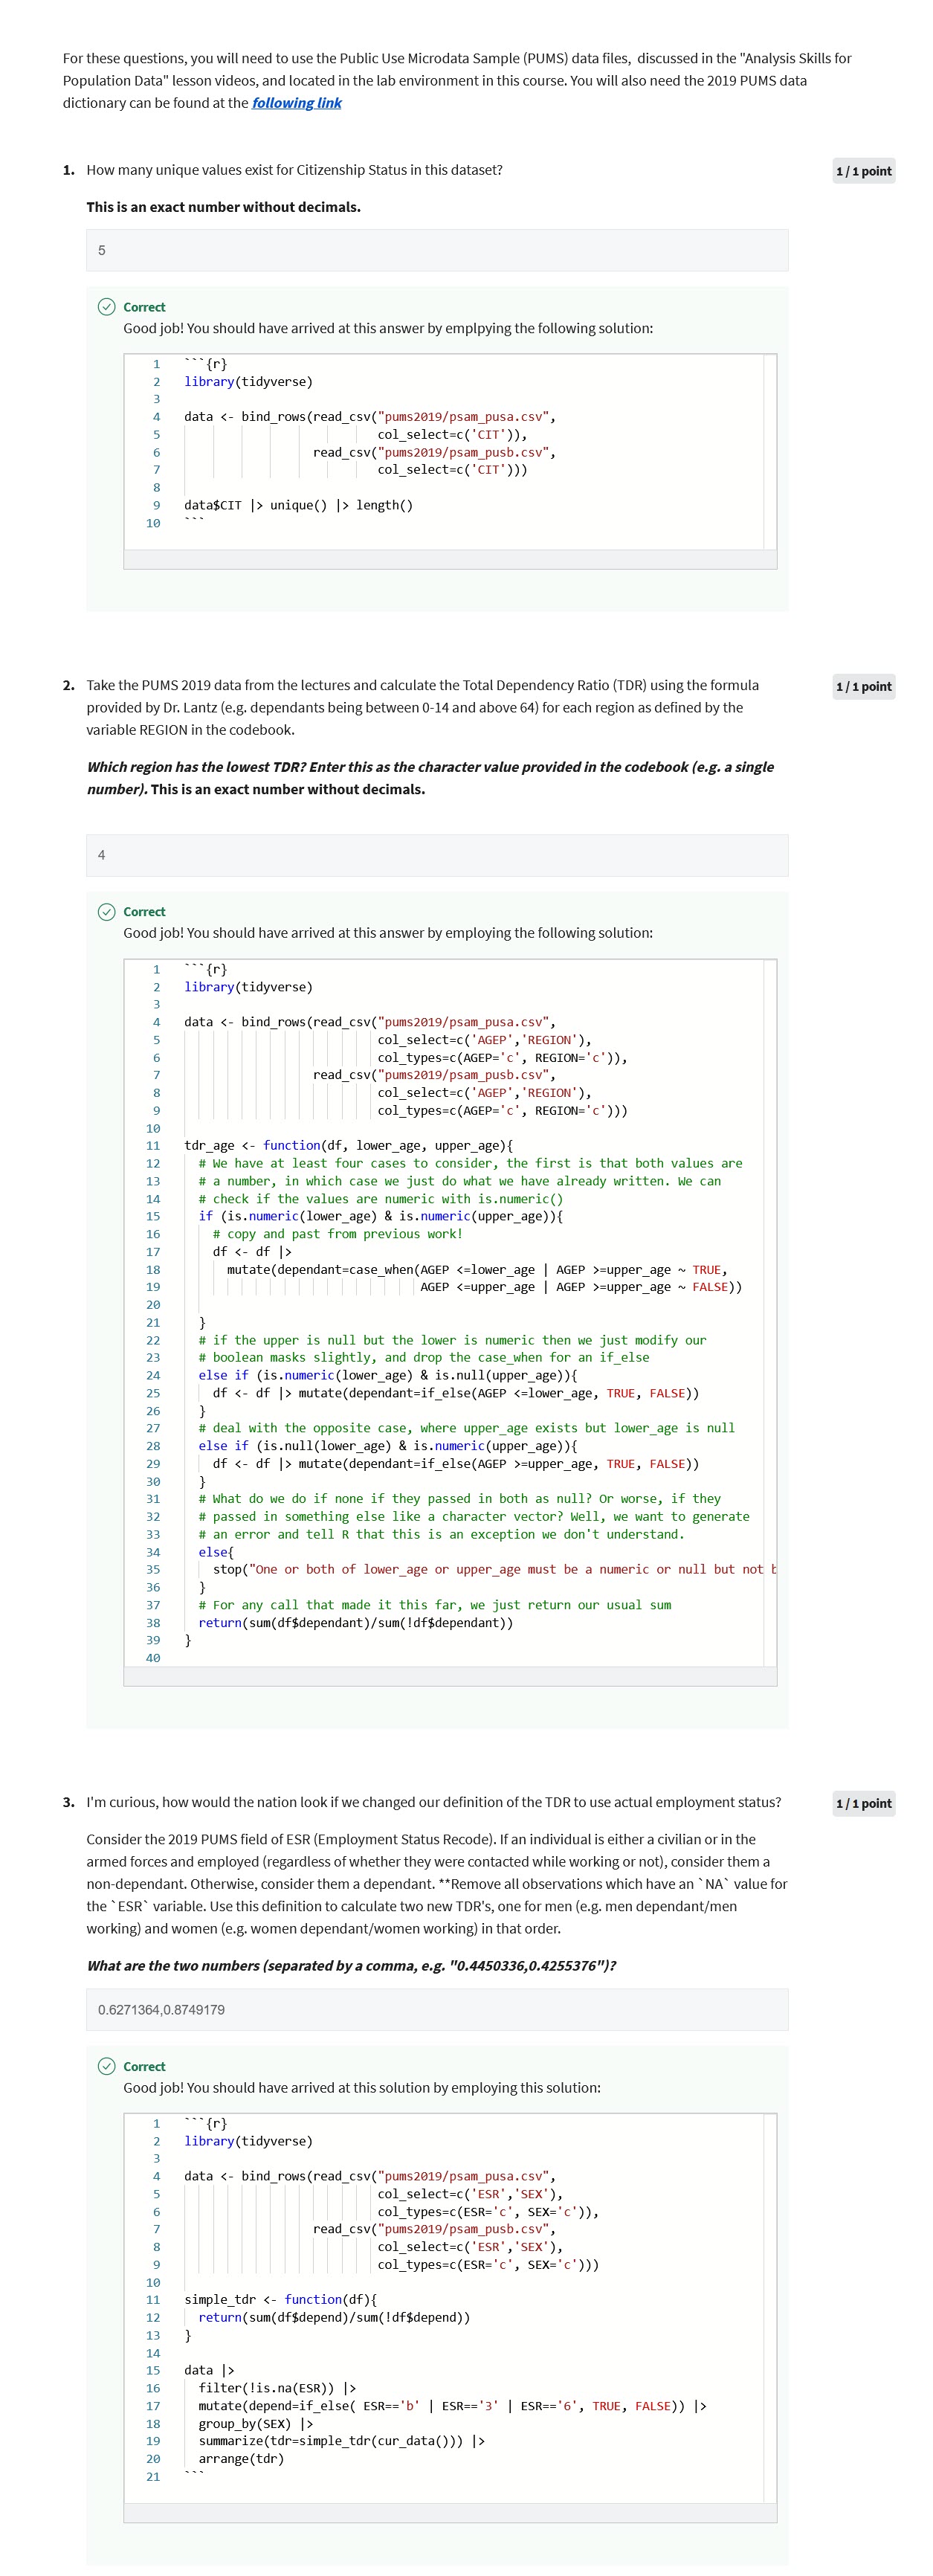 For these questions, you will need to use the Public Use Microdata Sample (PUMS) data files,  discussed in the "Analysis Skills for
Population Data" lesson videos, and located in the lab environment in this course. You will also need the 2019 PUMS data
dictionary can be found at the following link
1. How many unique values exist for Citizenship Status in this dataset?
1 / 1 point
This is an exact number without decimals.
5
Correct
Good job! You should have arrived at this answer by emplpying the following solution:
1 ```{r}
2 library(tidyverse)
3
4 data <- bind_rows(read_csv("pums2019/psam_pusa.csv",
5 col_select=c('CIT')),
6 read_csv("pums2019/psam_pusb.csv",
7 col_select=c('CIT')))
8
9 data$CIT |> unique() |> length()
10 ```
2. Take the PUMS 2019 data from the lectures and calculate the Total Dependency Ratio (TDR) using the formula
1 / 1 point
provided by Dr. Lantz (e.g. dependants being between 0-14 and above 64) for each region as defined by the
variable REGION in the codebook.
Which region has the lowest TDR? Enter this as the character value provided in the codebook (e.g. a single
number). This is an exact number without decimals.
4
Correct
Good job! You should have arrived at this answer by employing the following solution:
1 ```{r}
2 library(tidyverse)
3
4 data <- bind_rows(read_csv("pums2019/psam_pusa.csv",
5 col_select=c('AGEP','REGION'),
6 col_types=c(AGEP='c', REGION='c')),
7 read_csv("pums2019/psam_pusb.csv",
8 col_select=c('AGEP','REGION'),
9 col_types=c(AGEP='c', REGION='c')))
10
11 tdr_age <- function(df, lower_age, upper_age){
12 # We have at least four cases to consider, the first is that both values are
13 # a number, in which case we just do what we have already written. We can
14 # check if the values are numeric with is.numeric()
15 if (is.numeric(lower_age) & is.numeric(upper_age)){
16 # copy and past from previous work!
17 df <- df |>
18 mutate(dependant=case_when(AGEP <=lower_age | AGEP >=upper_age ~ TRUE,
19 AGEP <=upper_age | AGEP >=upper_age ~ FALSE))
20
21 }
22 # if the upper is null but the lower is numeric then we just modify our
23 # boolean masks slightly, and drop the case_when for an if_else
24 else if (is.numeric(lower_age) & is.null(upper_age)){
25 df <- df |> mutate(dependant=if_else(AGEP <=lower_age, TRUE, FALSE))
26 }
27 # deal with the opposite case, where upper_age exists but lower_age is null
28 else if (is.null(lower_age) & is.numeric(upper_age)){
29 df <- df |> mutate(dependant=if_else(AGEP >=upper_age, TRUE, FALSE))
30 }
31 # What do we do if none if they passed in both as null? Or worse, if they
32 # passed in something else like a character vector? Well, we want to generate
33 # an error and tell R that this is an exception we don't understand.
34 else{
35 stop("One or both of lower_age or upper_age must be a numeric or null but not b
36 }
37 # For any call that made it this far, we just return our usual sum
38 return(sum(df$dependant)/sum(!df$dependant))
39 }
40
3. I'm curious, how would the nation look if we changed our definition of the TDR to use actual employment status?
1 / 1 point
Consider the 2019 PUMS field of ESR (Employment Status Recode). If an individual is either a civilian or in the
armed forces and employed (regardless of whether they were contacted while working or not), consider them a
non-dependant. Otherwise, consider them a dependant. **Remove all observations which have an `NA` value for
the `ESR` variable. Use this definition to calculate two new TDR's, one for men (e.g. men dependant/men
working) and women (e.g. women dependant/women working) in that order.
What are the two numbers (separated by a comma, e.g. "0.4450336,0.4255376")?
0.6271364,0.8749179
Correct
Good job! You should have arrived at this solution by employing this solution:
1 ```{r}
2 library(tidyverse)
3
4 data <- bind_rows(read_csv("pums2019/psam_pusa.csv",
5 col_select=c('ESR','SEX'),
6 col_types=c(ESR='c', SEX='c')),
7 read_csv("pums2019/psam_pusb.csv",
8 col_select=c('ESR','SEX'),
9 col_types=c(ESR='c', SEX='c')))
10
11 simple_tdr <- function(df){
12 return(sum(df$depend)/sum(!df$depend))
13 }
14
15 data |>
16 filter(!is.na(ESR)) |>
17 mutate(depend=if_else( ESR=='b' | ESR=='3' | ESR=='6', TRUE, FALSE)) |>
18 group_by(SEX) |>
19 summarize(tdr=simple_tdr(cur_data())) |>
20 arrange(tdr)
21 ```